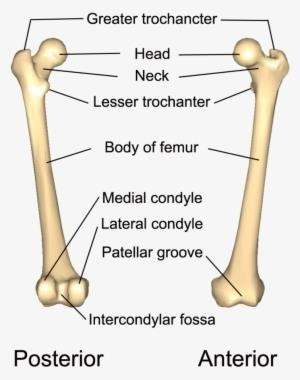 Greater trochancter
Head
Neck
Lesser trochanter
Body of femur
Medial condyle
Lateral condyle
Patellar groove
Intercondylar fossa
Posterior
Anterior